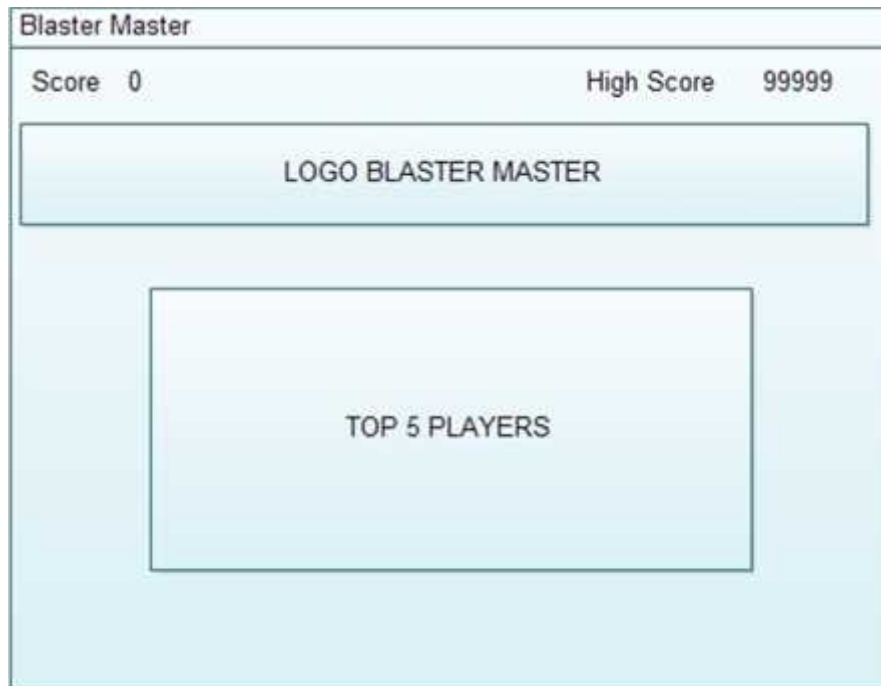 Blaster Master
Score 0 High Score 99999
LOGO BLASTER MASTER
TOP 5 PLAYERS